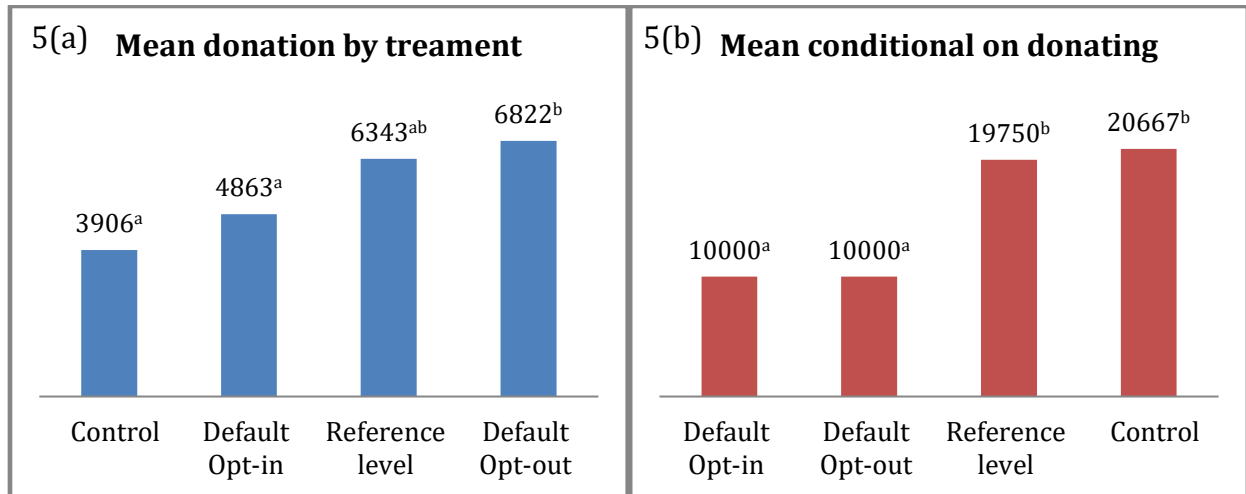 5(a) Mean donation by treament
6822ᵇ
6343ᵃᵇ
4863ᵃ
3906ᵃ
Control
Default
Opt-in
Reference
level
Default
Opt-out
5(b) Mean conditional on donating
20667ᵇ
19750ᵇ
10000ᵃ
10000ᵃ
Default
Opt-in
Default
Opt-out
Reference
level
Control